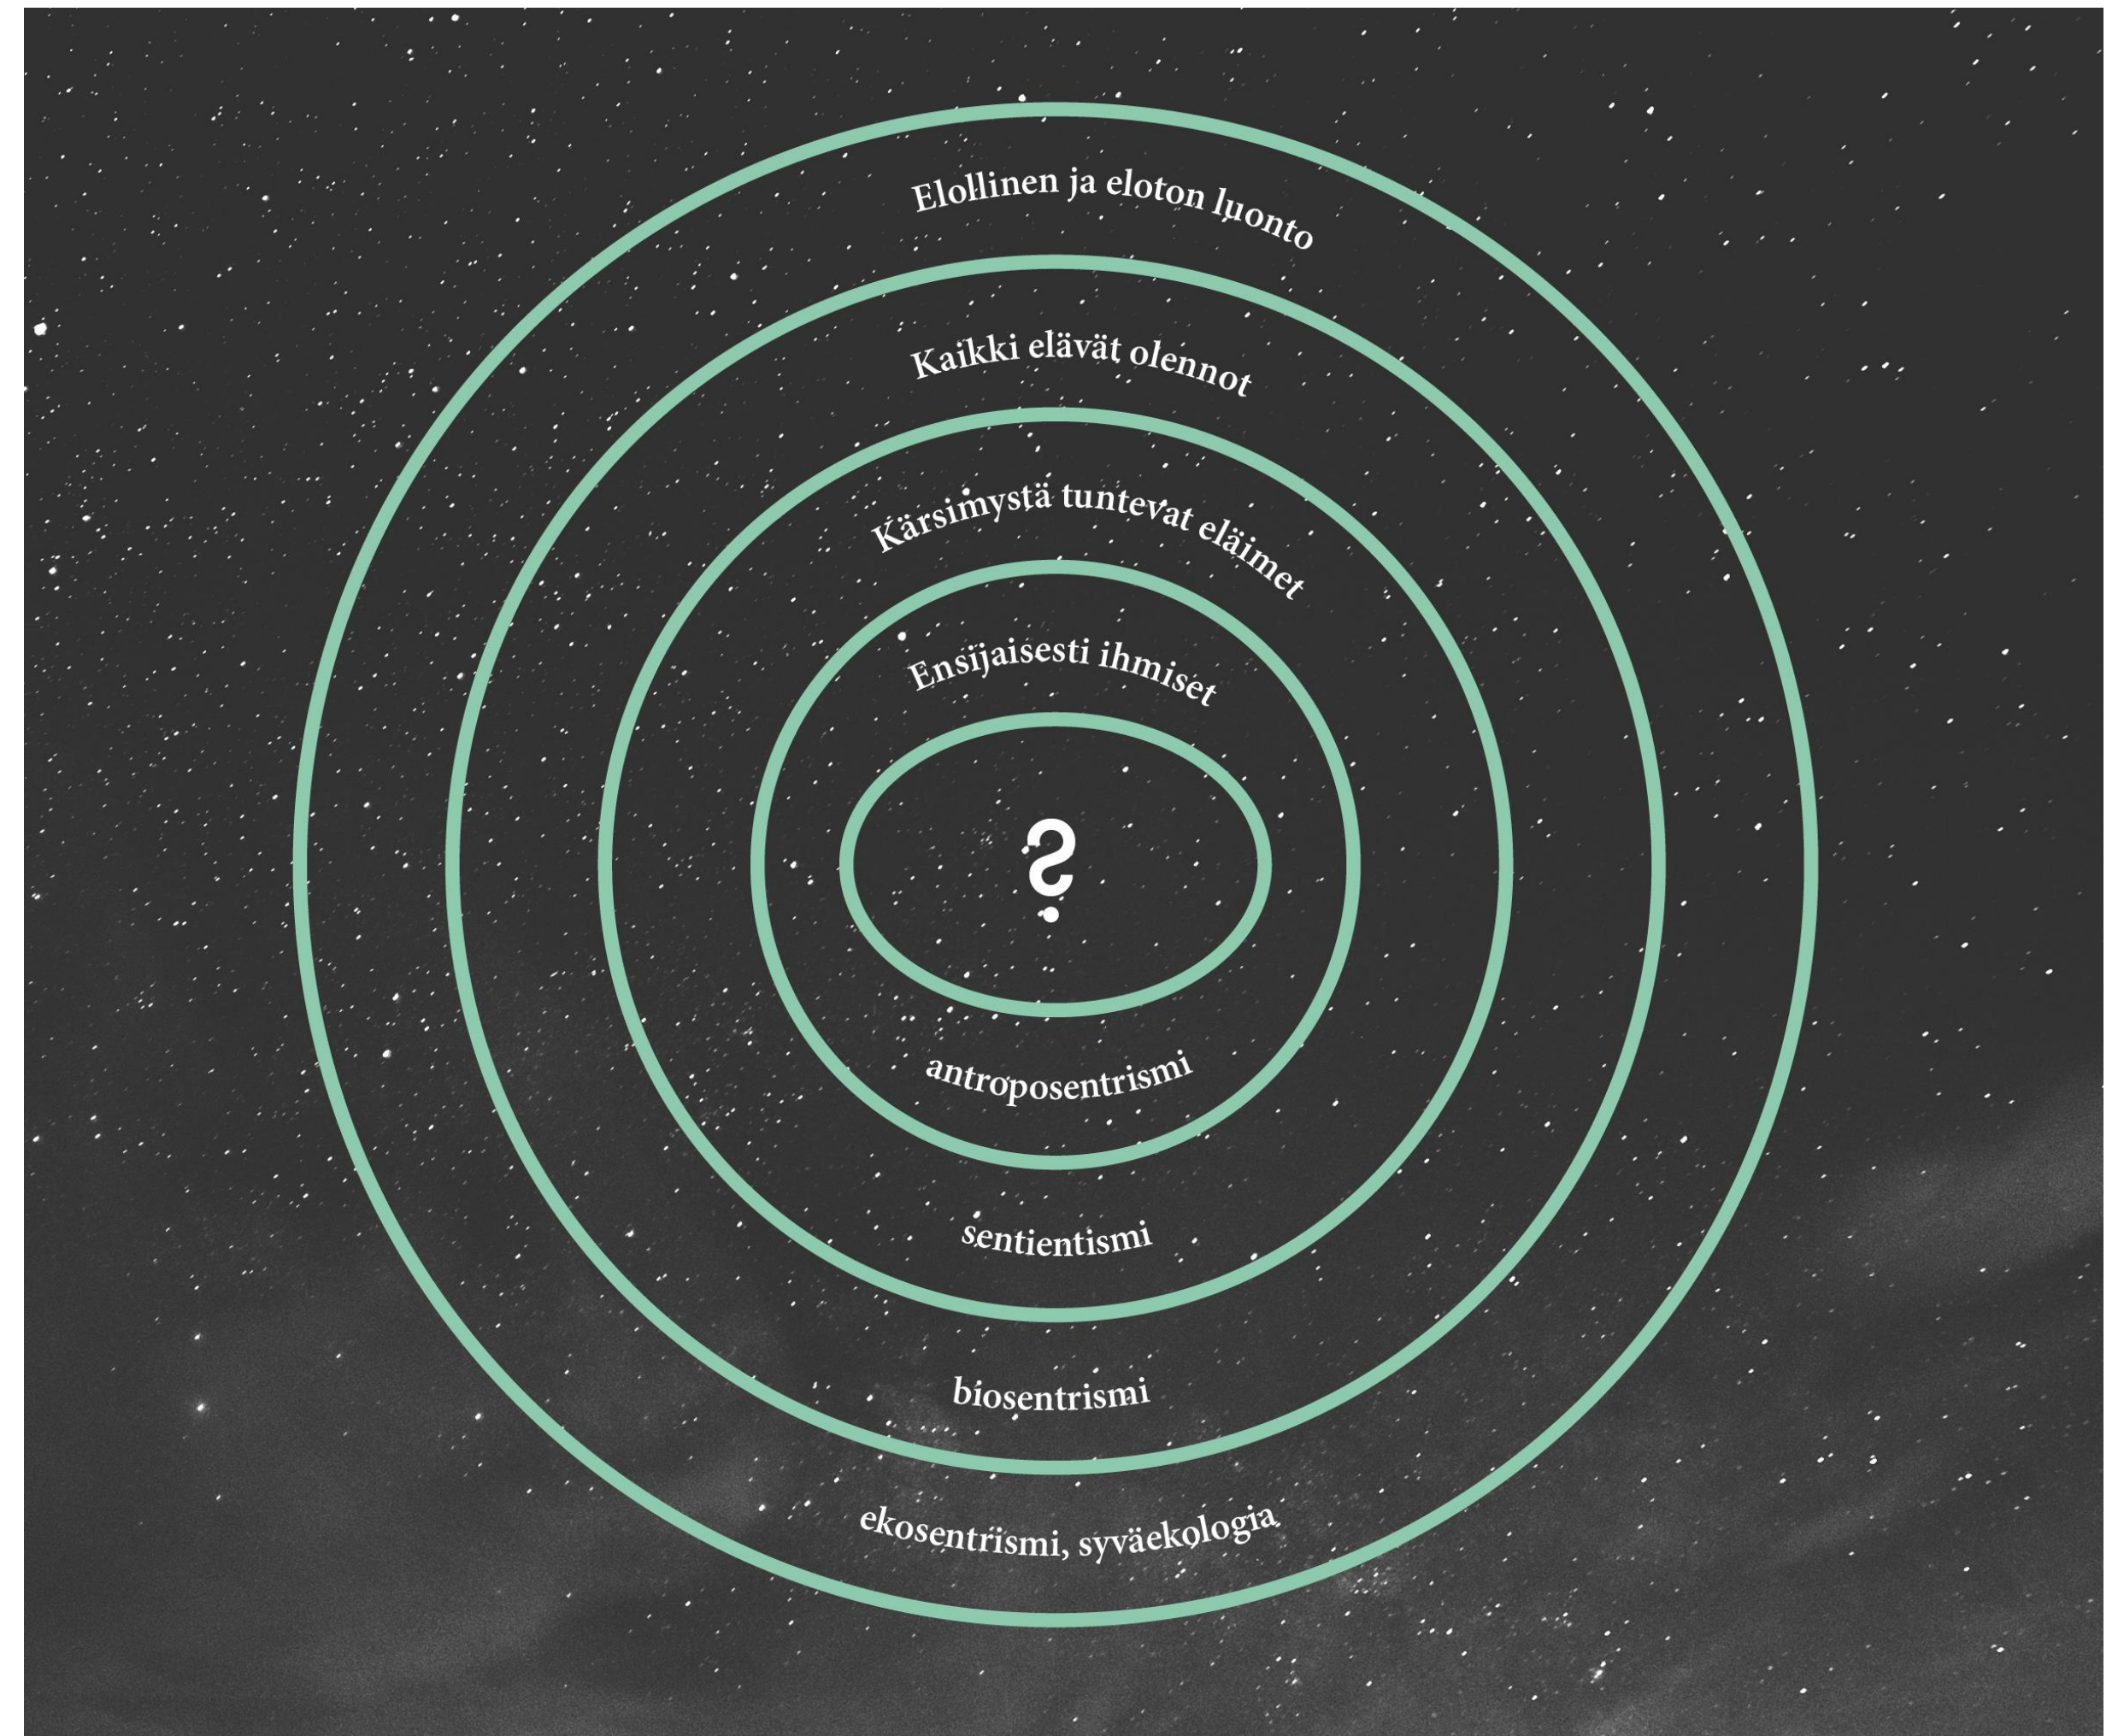 Elollinen ja eloton luonto
Kaikki elävät olennot
Kärsimystä tuntevat eläimet
Ensijaisesti ihmiset
?
antroposentrismi
sentientismi
biosentrismi
ekosentrismi, syväekologia